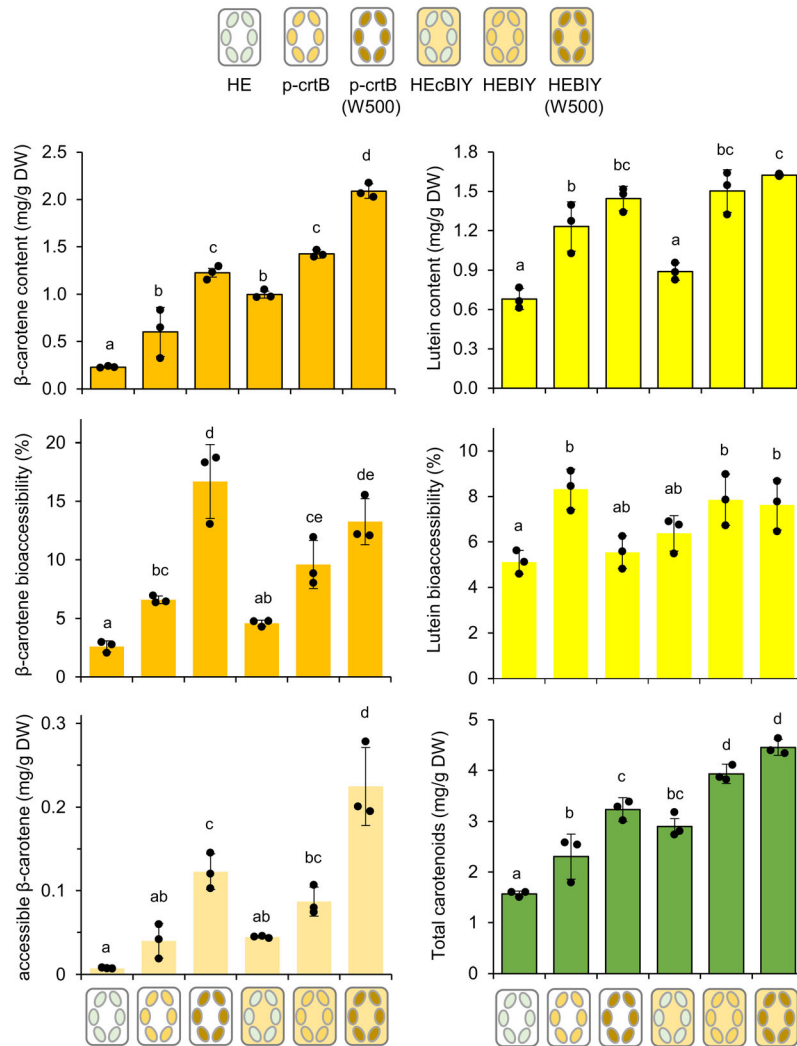 HE p-crtB p-crtB HEcBIY HEBIY HEBIY
(W500) (W500)
β-carotene content (mg/g DW)
2.5
2.0
1.5
1.0
0.5
0.0
a b c b c d
Lutein content (mg/g DW)
1.8
1.5
1.2
0.9
0.6
0.3
0.0
a b bc a bc c
β-carotene bioaccessibility (%)
20
15
10
5
0
a bc d ab ce de
Lutein bioaccessibility (%)
10
8
6
4
2
0
a b ab ab b b
accessible β-carotene (mg/g DW)
0.3
0.2
0.1
0
a ab c ab bc d
Total carotenoids (mg/g DW)
5
4
3
2
1
0
a b c bc d d